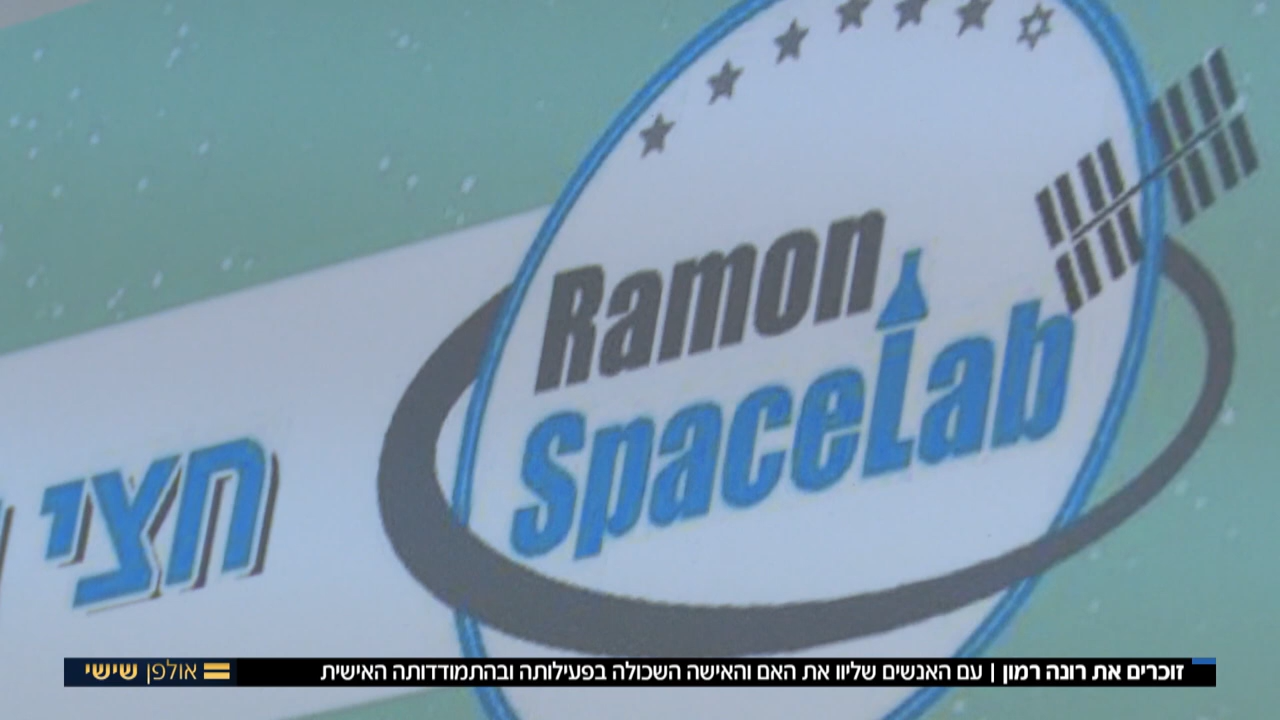 Ramon
SpaceLab
חצי
זוכרים את רונה רמון | עם האנשים שליוו את האם והאישה השכולה בפעילותה ובהתמודדותה האישית
אולפן שישי